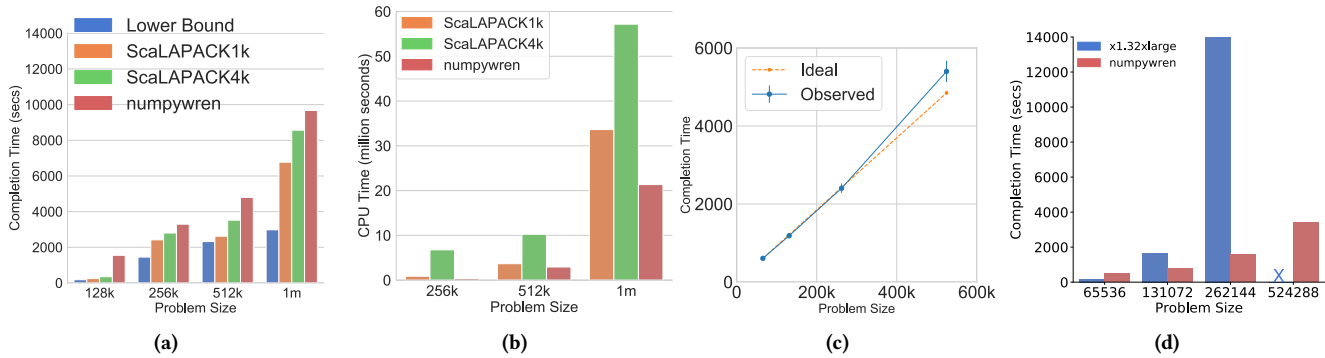 Lower Bound
ScaLAPACK1k
ScaLAPACK4k
numpywren
Completion Time (secs)
14000
12000
10000
8000
6000
4000
2000
0
128k 256k 512k 1m
Problem Size
(a)
ScaLAPACK1k
ScaLAPACK4k
numpywren
CPU Time (million seconds)
60
50
40
30
20
10
0
256k 512k 1m
Problem Size
(b)
Ideal
Observed
Completion Time
6000
4000
2000
0
0 200k 400k 600k
Problem Size
(c)
x1.32xlarge
numpywren
Completion Time (secs)
14000
12000
10000
8000
6000
4000
2000
0
X
65536 131072 262144 524288
Problem Size
(d)